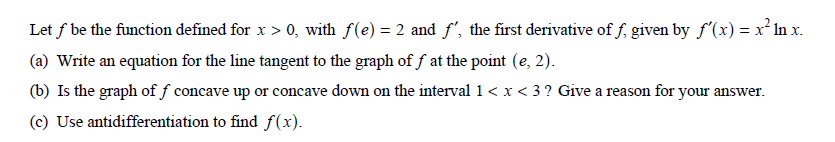 Let f be the function defined for x > 0, with f(e) = 2 and f′, the first derivative of f, given by f′(x) = x² ln x.
(a) Write an equation for the line tangent to the graph of f at the point (e, 2).
(b) Is the graph of f concave up or concave down on the interval 1 < x < 3 ? Give a reason for your answer.
(c) Use antidifferentiation to find f(x).